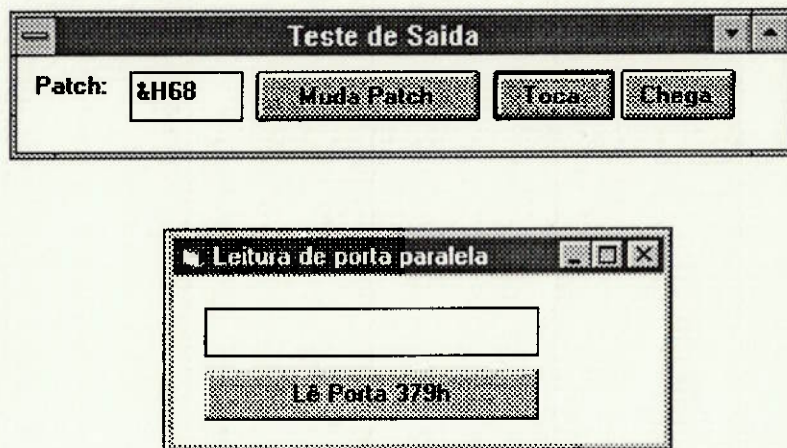 Teste de Saida
Patch: &H68 Muda Patch Toca Chega
Leitura de porta paralela
Lê Porta 379h